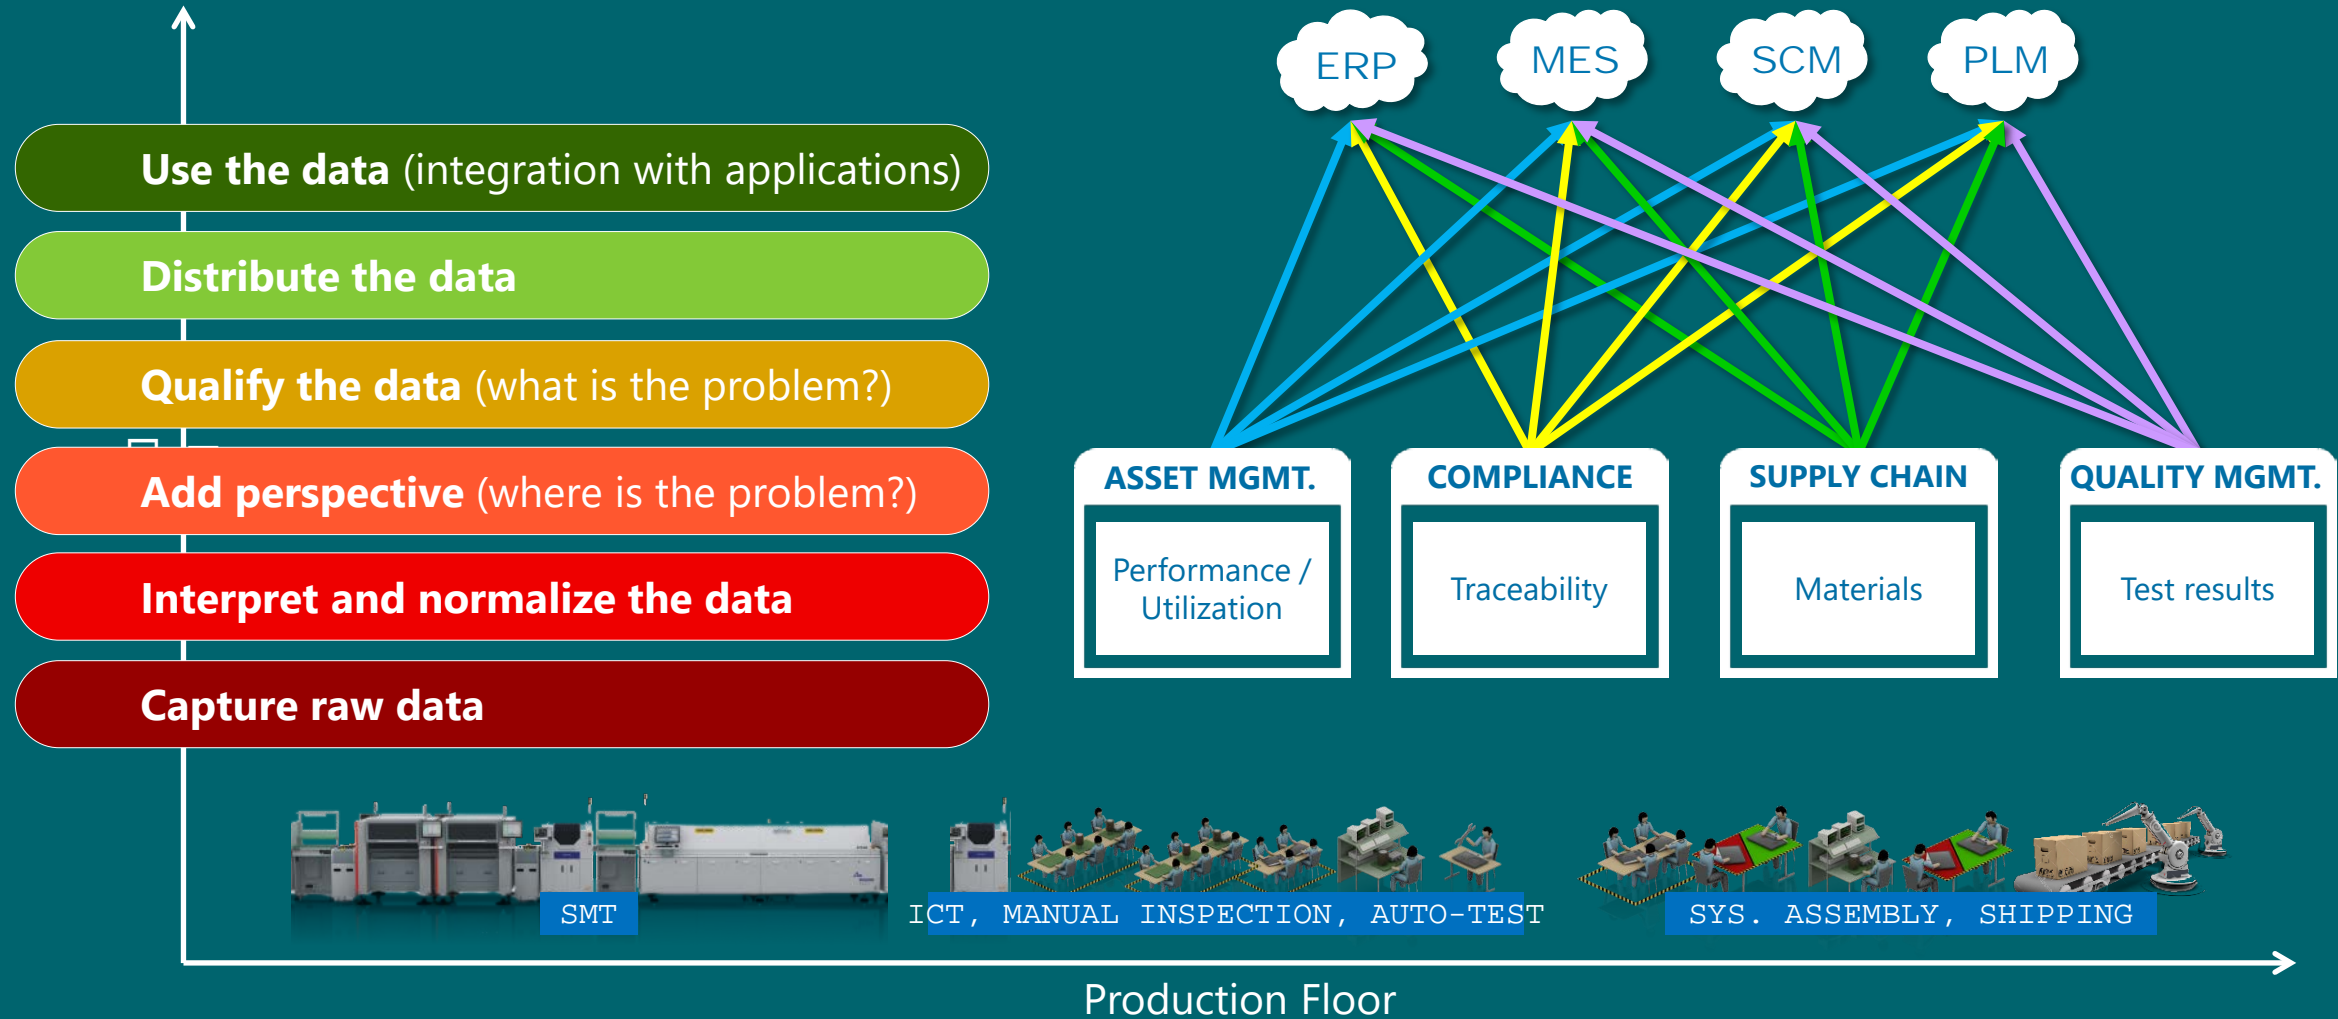 ERP
MES
SCM
PLM
Use the data (integration with applications)
Distribute the data
Qualify the data (what is the problem?)
Add perspective (where is the problem?)
Interpret and normalize the data
Capture raw data
ASSET MGMT.
Performance /
Utilization
COMPLIANCE
Traceability
SUPPLY CHAIN
Materials
QUALITY MGMT.
Test results
SMT
ICT, MANUAL INSPECTION, AUTO-TEST
SYS. ASSEMBLY, SHIPPING
Production Floor